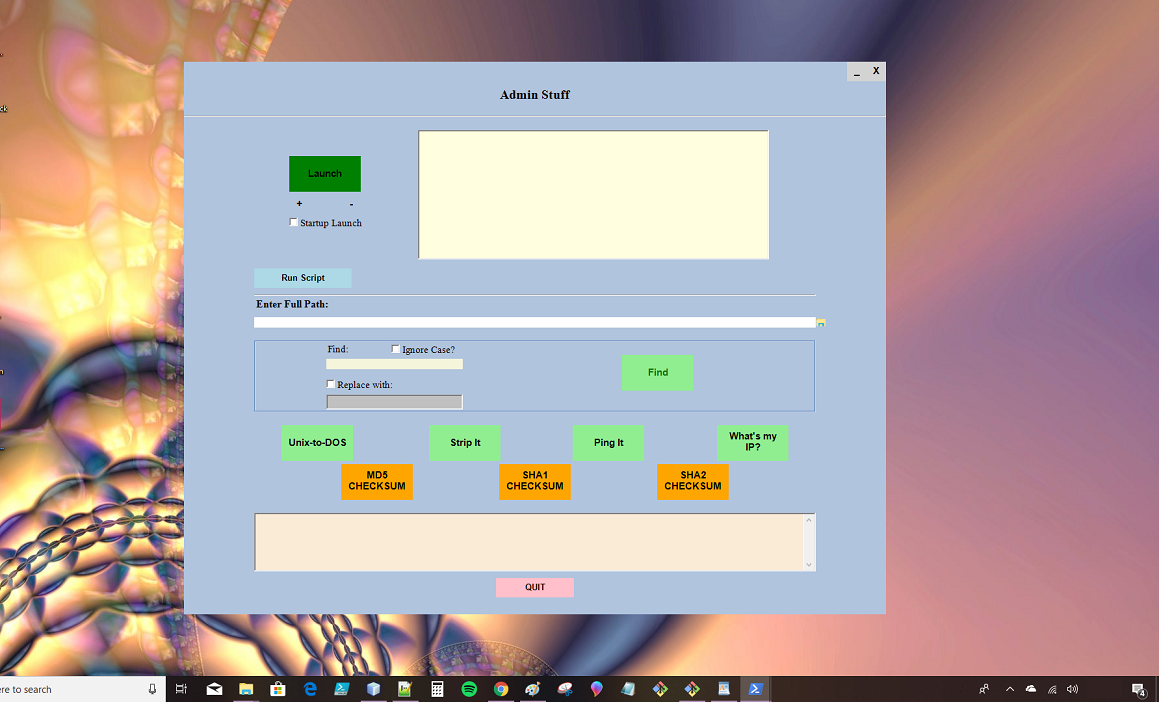 _ X
Admin Stuff
Launch
+ -
Startup Launch
Run Script
Enter Full Path:
Find: Ignore Case?
Find
Replace with:
Unix-to-DOS Strip It Ping It What's my
IP?
MD5 SHA1 SHA2
CHECKSUM CHECKSUM CHECKSUM
QUIT
ere to search
4